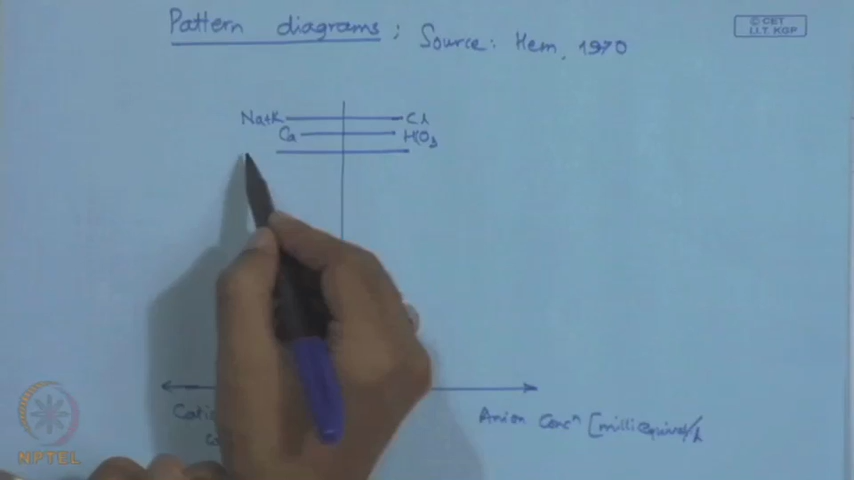 Pattern diagrams ; Source: Hem, 1970
© CET
I.I.T. KGP
Na+K Cl
Ca HCO3
Anion Concn [milliequival/L
NPTEL